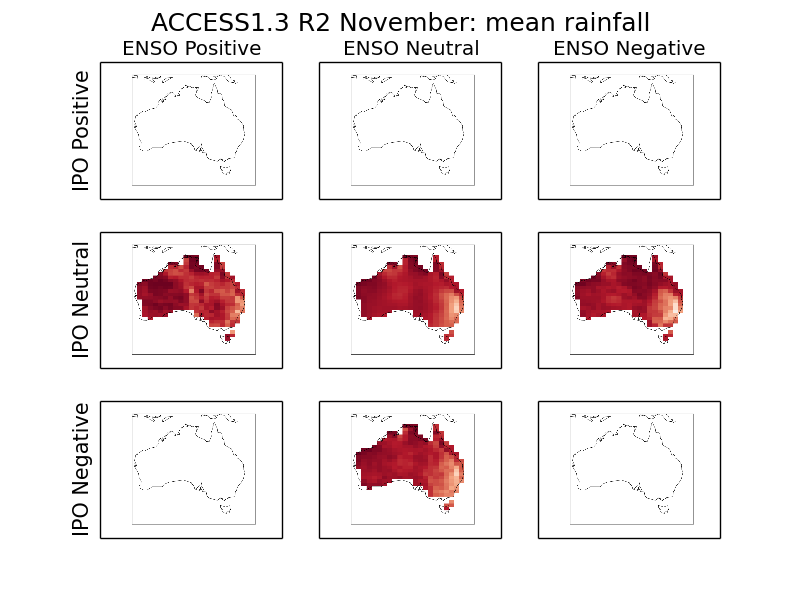 ACCESS1.3 R2 November: mean rainfall
ENSO Positive
ENSO Neutral
ENSO Negative
IPO Positive
IPO Neutral
IPO Negative